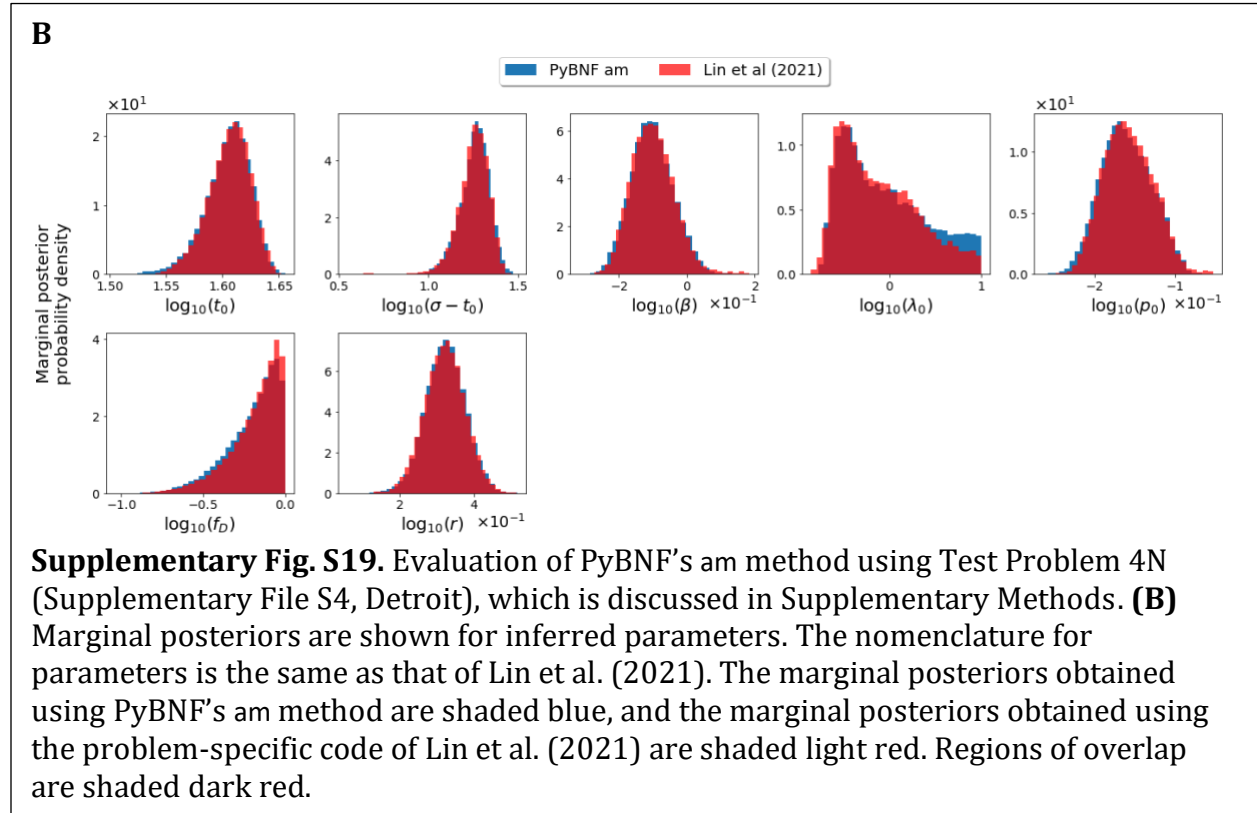 B
PyBNF am
Lin et al (2021)
Marginal posterior
probability density
×10¹
2
1
0
1.50 1.55 1.60 1.65
log₁₀(t₀)
4
2
0
0.5 1.0 1.5
log₁₀(σ − t₀)
6
4
2
0
−2 0 2
log₁₀(β) ×10⁻¹
1.0
0.5
0.0
0 1
log₁₀(λ₀)
×10¹
1.0
0.5
0.0
−2 −1
log₁₀(p₀) ×10⁻¹
4
2
0
−1.0 −0.5 0.0
log₁₀(f_D)
6
4
2
0
2 4
log₁₀(r) ×10⁻¹
Supplementary Fig. S19. Evaluation of PyBNF’s am method using Test Problem 4N
(Supplementary File S4, Detroit), which is discussed in Supplementary Methods. (B)
Marginal posteriors are shown for inferred parameters. The nomenclature for
parameters is the same as that of Lin et al. (2021). The marginal posteriors obtained
using PyBNF’s am method are shaded blue, and the marginal posteriors obtained using
the problem-specific code of Lin et al. (2021) are shaded light red. Regions of overlap
are shaded dark red.